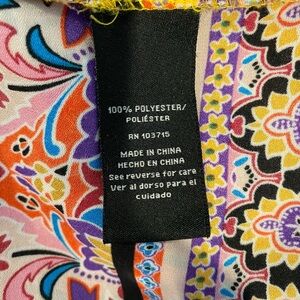 100% POLYESTER/
POLIÉSTER
RN 103715
MADE IN CHINA
HECHO EN CHINA
See reverse for care
Ver al dorso para el
cuidado